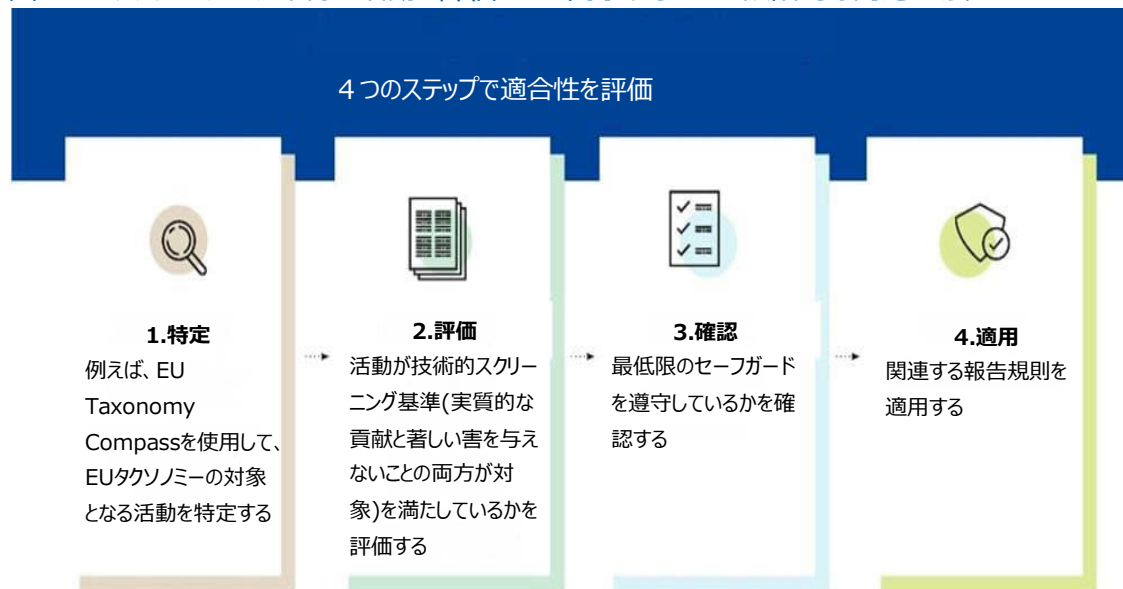 4つのステップで適合性を評価
1.特定
例えば、EU
Taxonomy
Compassを使用して、
EUタクソノミーの対象
となる活動を特定する
2.評価
活動が技術的スクリー
ニング基準(実質的な
貢献と著しい害を与え
ないことの両方が対
象)を満たしているかを
評価する
3.確認
最低限のセーフガード
を遵守しているかを確
認する
4.適用
関連する報告規則を
適用する